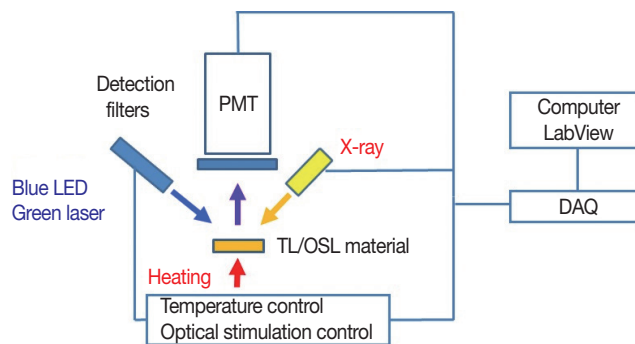 Detection
filters
PMT
X-ray
Computer
LabView
Blue LED
Green laser
DAQ
TL/OSL material
Heating
Temperature control
Optical stimulation control